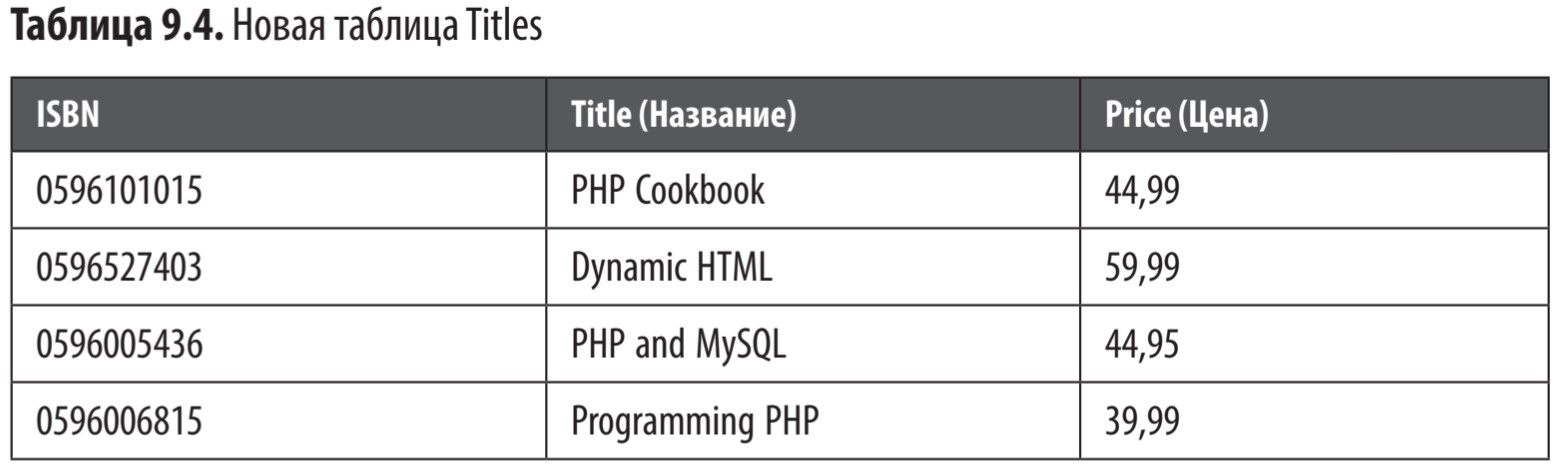 Таблица 9.4. Новая таблица Titles
ISBN Title (Название) Price (Цена)
0596101015 PHP Cookbook 44,99
0596527403 Dynamic HTML 59,99
0596005436 PHP and MySQL 44,95
0596006815 Programming PHP 39,99